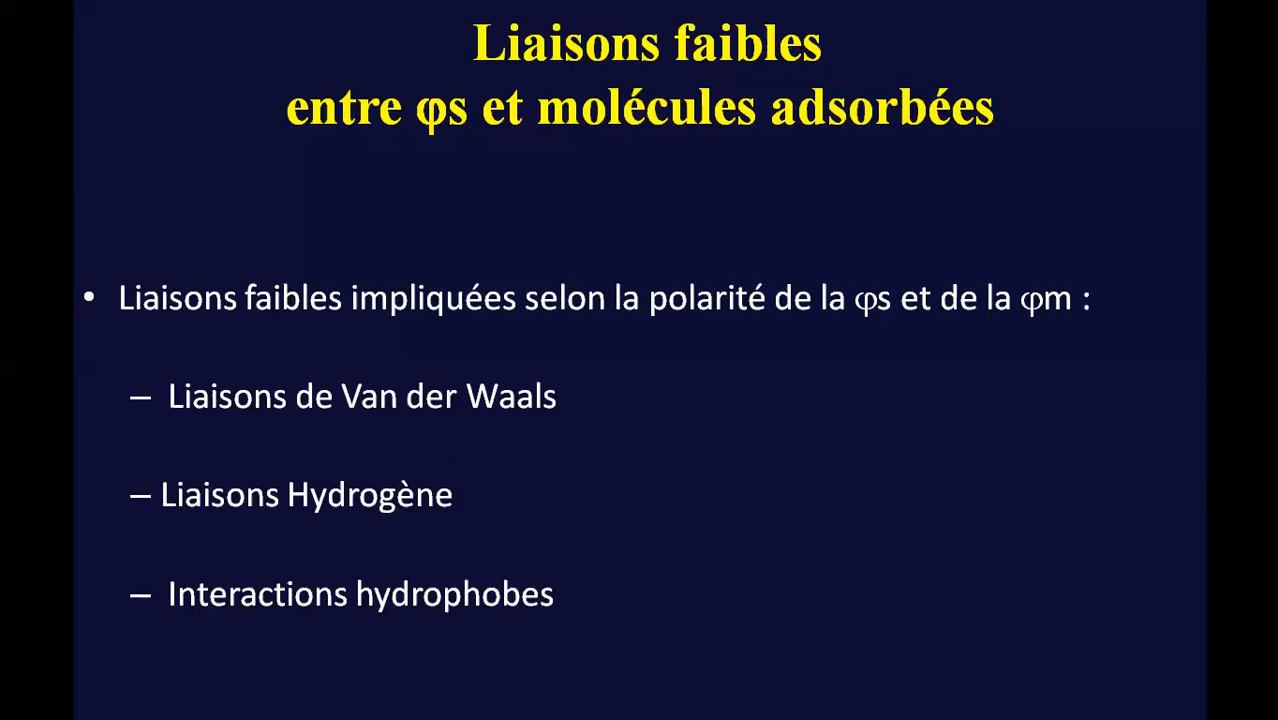 Liaisons faibles
entre φs et molécules adsorbées
• Liaisons faibles impliquées selon la polarité de la φs et de la φm :
– Liaisons de Van der Waals
– Liaisons Hydrogène
– Interactions hydrophobes